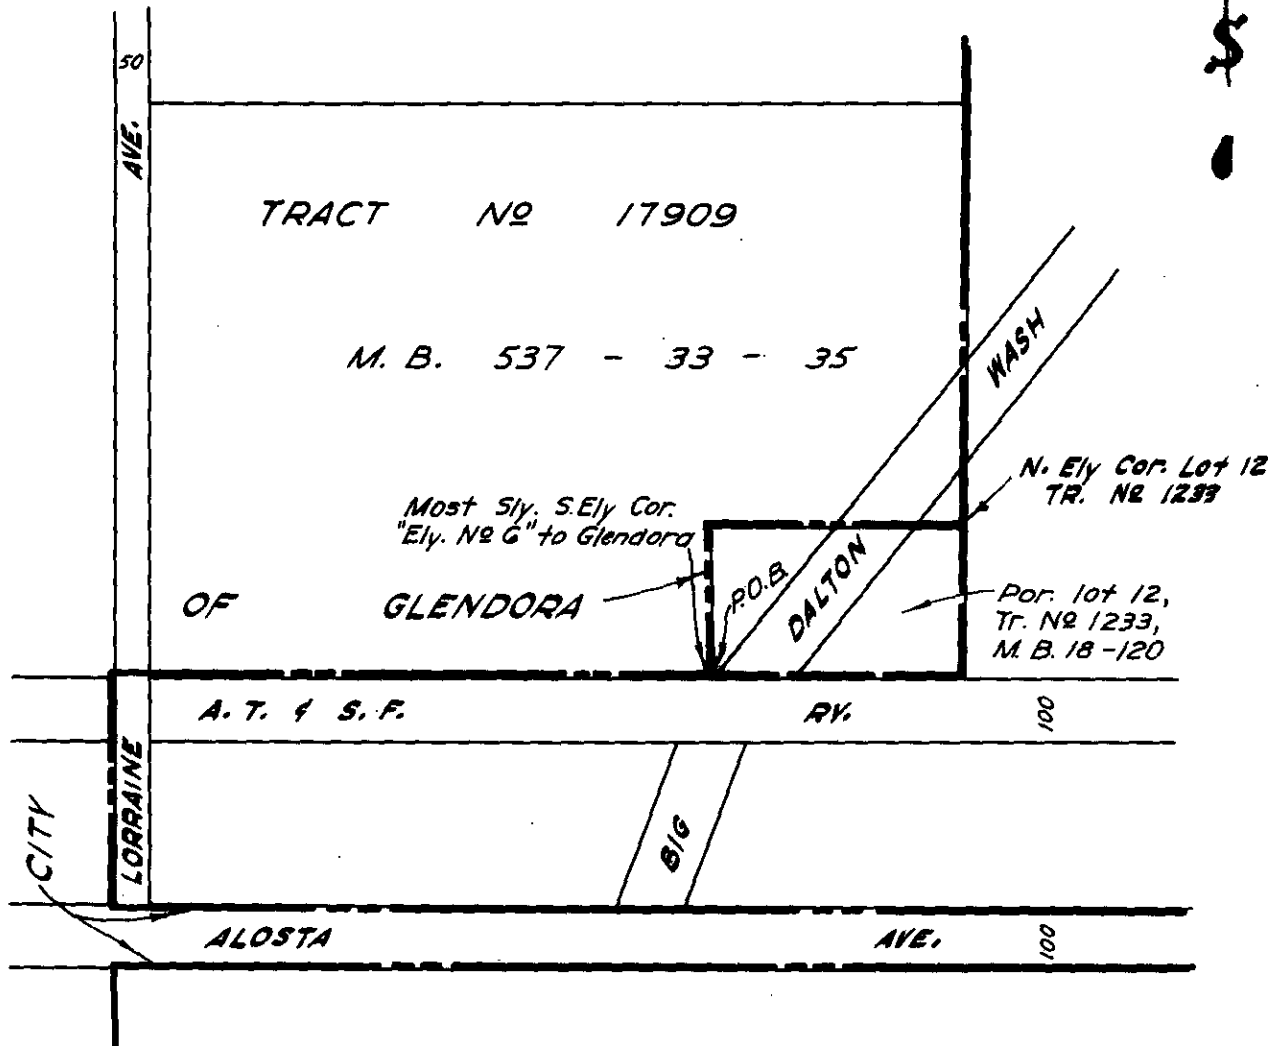 50
AVE.
TRACT Nº 17909
M. B. 537 - 33 - 35
WASH
N. Ely Cor. Lot 12
TR. Nº 1233
Most Sly. S.Ely Cor.
"Ely. Nº 6" to Glendora
P.O.B.
DALTON
OF GLENDORA
Por. lot 12,
Tr. Nº 1233,
M. B. 18-120
A. T. & S. F. RY.
100
LORRAINE
CITY
BIG
ALOSTA AVE.
100